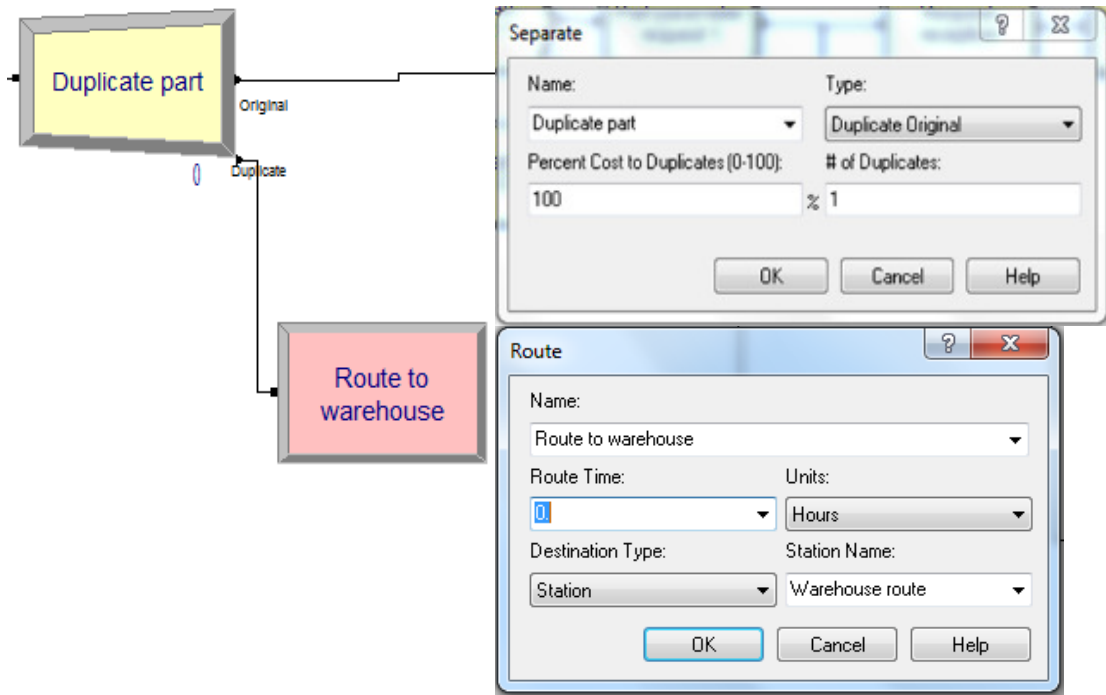 Duplicate part
Original
0
Duplicate
Route to
warehouse
Separate
Name: Type:
Duplicate part Duplicate Original
Percent Cost to Duplicates (0-100): # of Duplicates:
100 % 1
OK Cancel Help
Route
Name:
Route to warehouse
Route Time: Units:
0. Hours
Destination Type: Station Name:
Station Warehouse route
OK Cancel Help